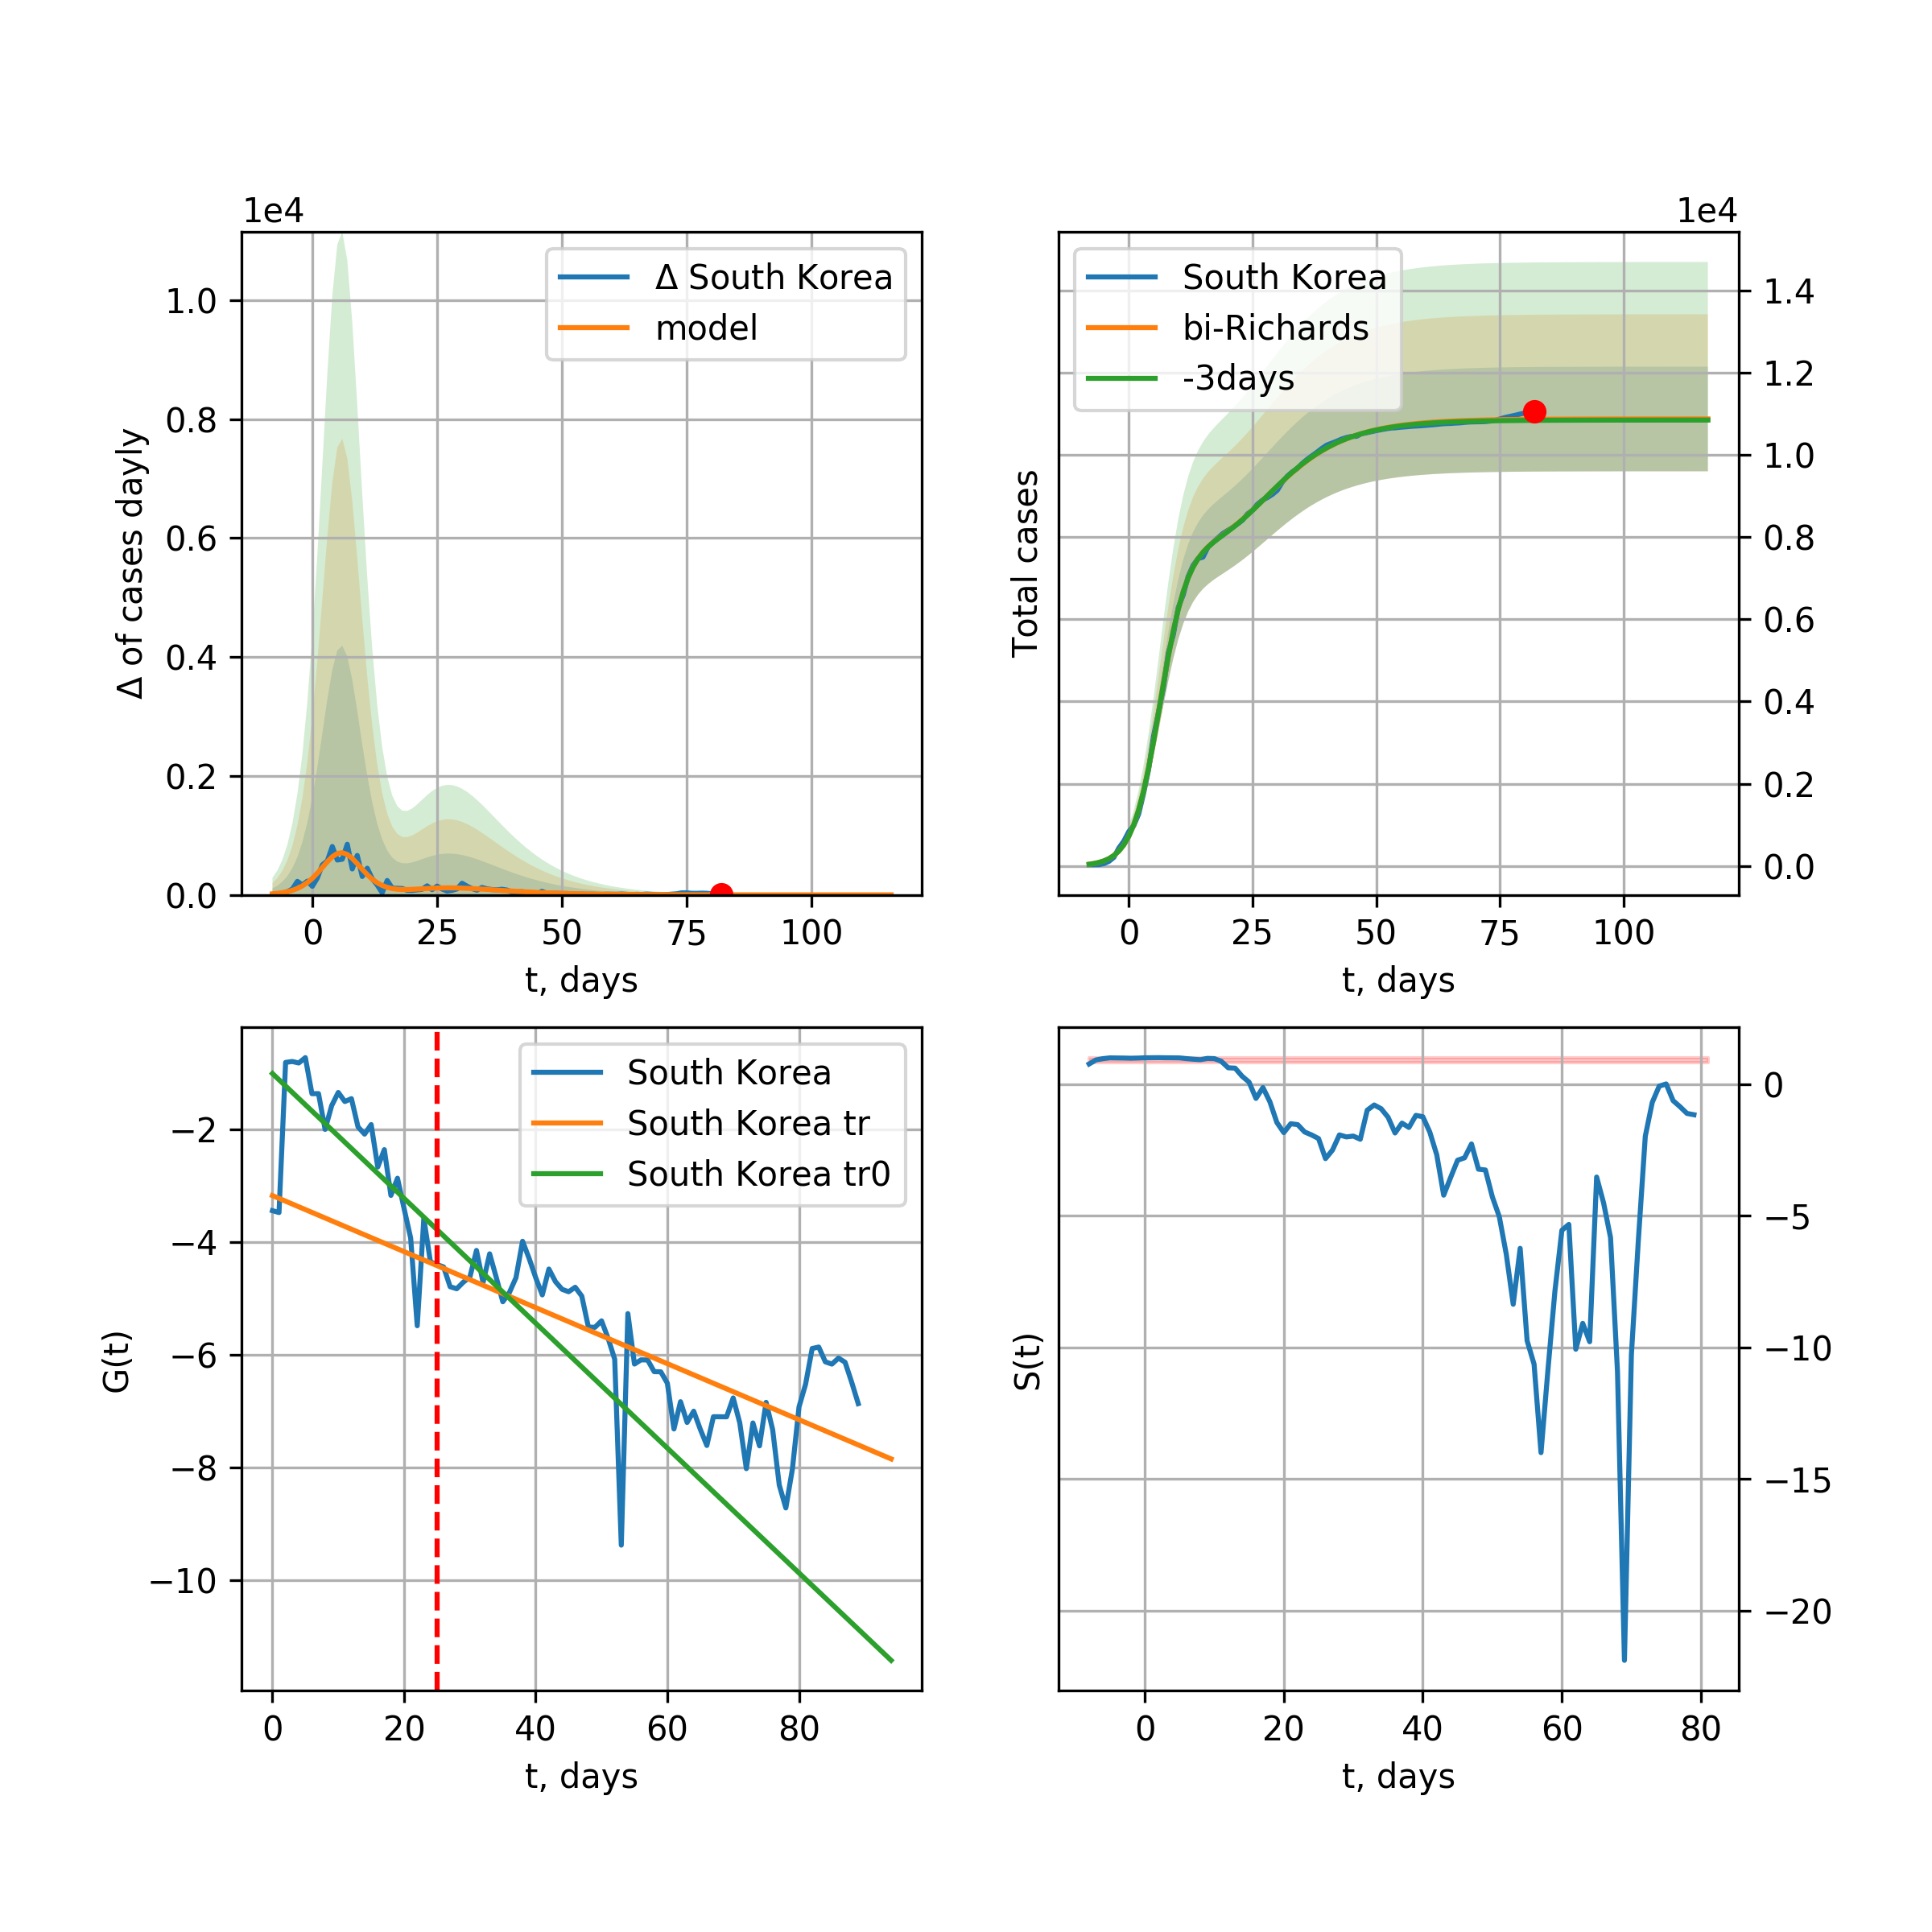 1e4
Δ South Korea
model
1.0
0.8
0.6
0.4
0.2
0.0
Δ of cases dayly
0 25 50 75 100
t, days
1e4
South Korea
bi-Richards
-3days
Total cases
1.4
1.2
1.0
0.8
0.6
0.4
0.2
0.0
0 25 50 75 100
t, days
South Korea
South Korea tr
South Korea tr0
G(t)
−2
−4
−6
−8
−10
0 20 40 60 80
t, days
S(t)
0
−5
−10
−15
−20
0 20 40 60 80
t, days